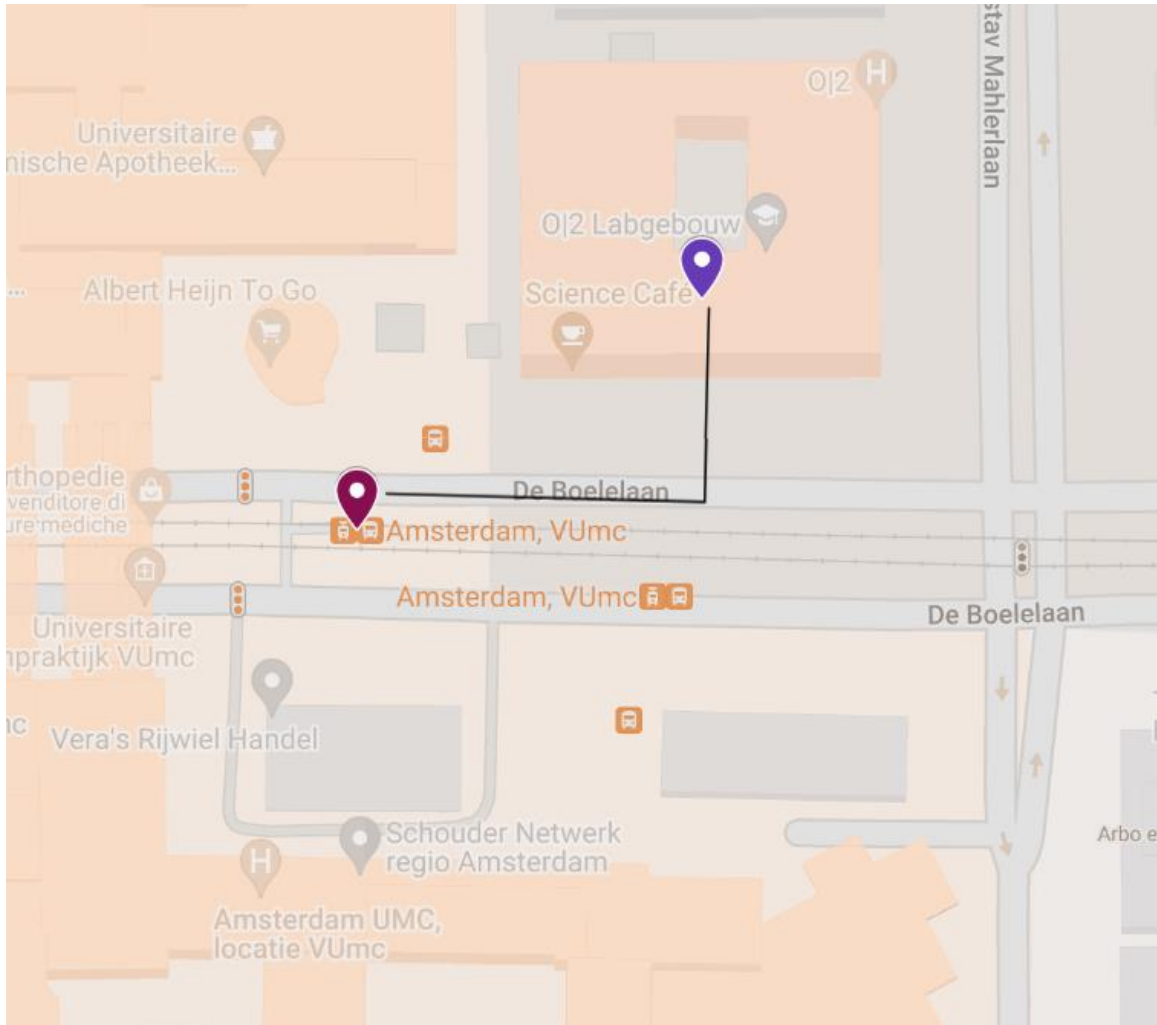 Gustav Mahlerlaan
O|2
H
Universitaire
mische Apotheek...
O|2 Labgebouw
...
Albert Heijn To Go
Science Café
rthopedie
venditore di
ure mediche
De Boelelaan
Amsterdam, VUmc
Amsterdam, VUmc
De Boelelaan
Universitaire
npraktijk VUmc
Vera's Rijwiel Handel
Schouder Netwerk
regio Amsterdam
Arbo e
H
Amsterdam UMC,
locatie VUmc